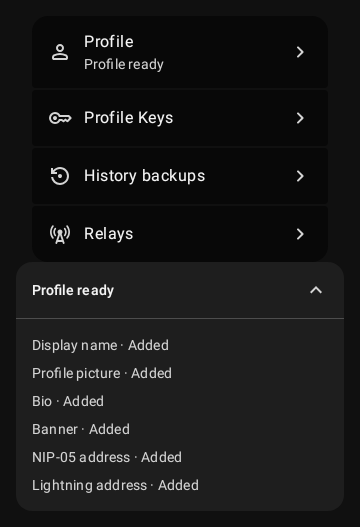 Profile
Profile ready
Profile Keys
History backups
Relays
Profile ready
Display name · Added
Profile picture · Added
Bio · Added
Banner · Added
NIP-05 address · Added
Lightning address · Added